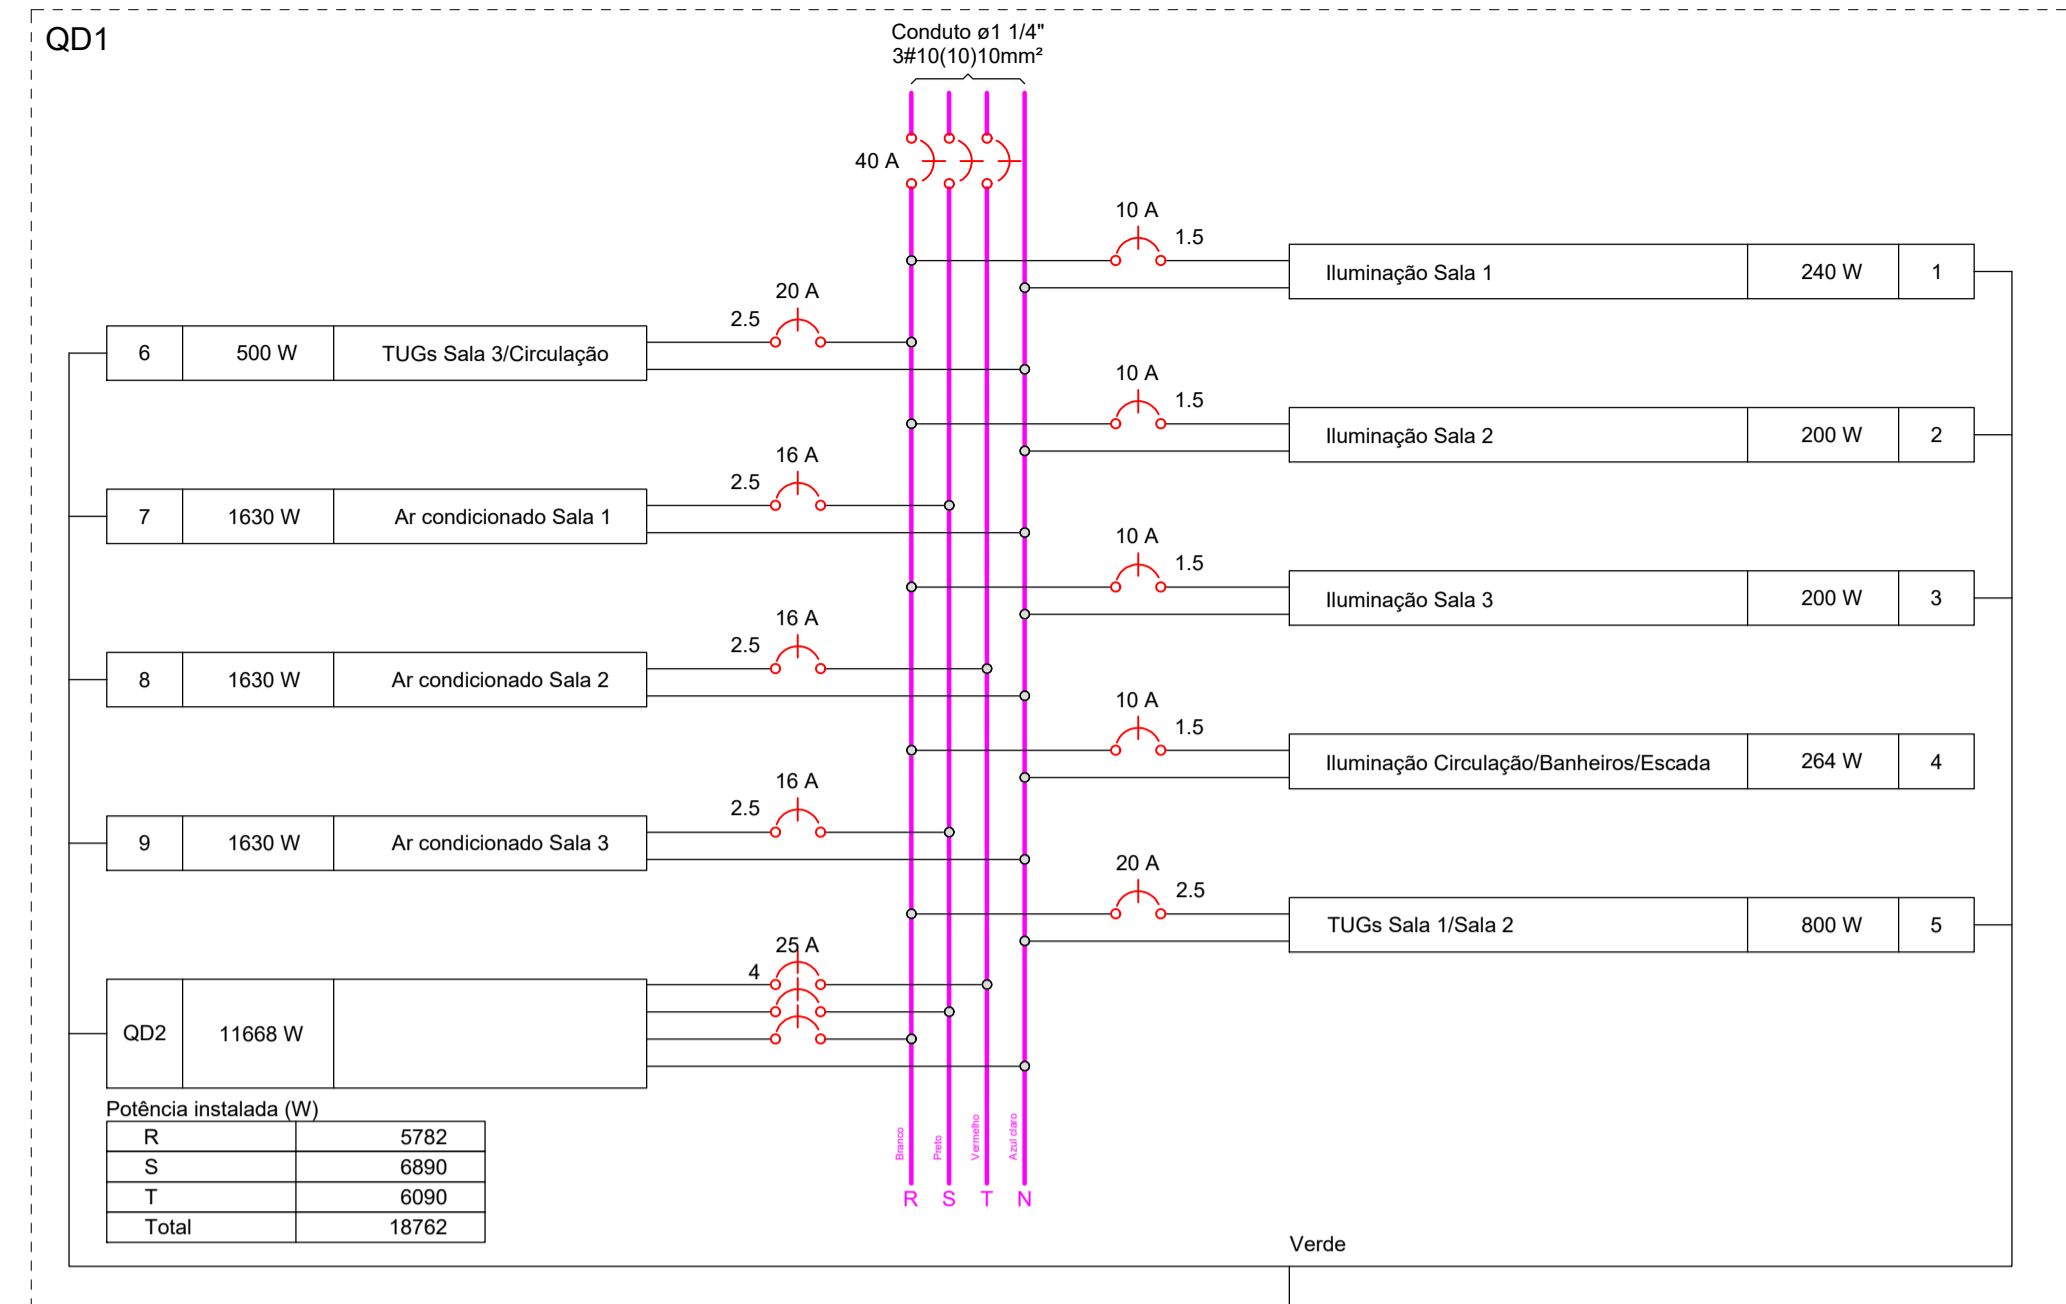 QD1
Conduto ø1 1/4"
3#10(10)10mm²
40 A
10 A
1.5
Iluminação Sala 1 240 W 1
20 A
2.5
6 500 W TUGs Sala 3/Circulação
10 A
1.5
Iluminação Sala 2 200 W 2
16 A
2.5
7 1630 W Ar condicionado Sala 1
10 A
1.5
Iluminação Sala 3 200 W 3
16 A
2.5
8 1630 W Ar condicionado Sala 2
10 A
1.5
Iluminação Circulação/Banheiros/Escada 264 W 4
16 A
2.5
9 1630 W Ar condicionado Sala 3
20 A
2.5
TUGs Sala 1/Sala 2 800 W 5
25 A
4
QD2 11668 W
Potência instalada (W)
R 5782
S 6890
T 6090
Total 18762
Branco
Preto
Vermelho
Azul claro
R S T N
Verde